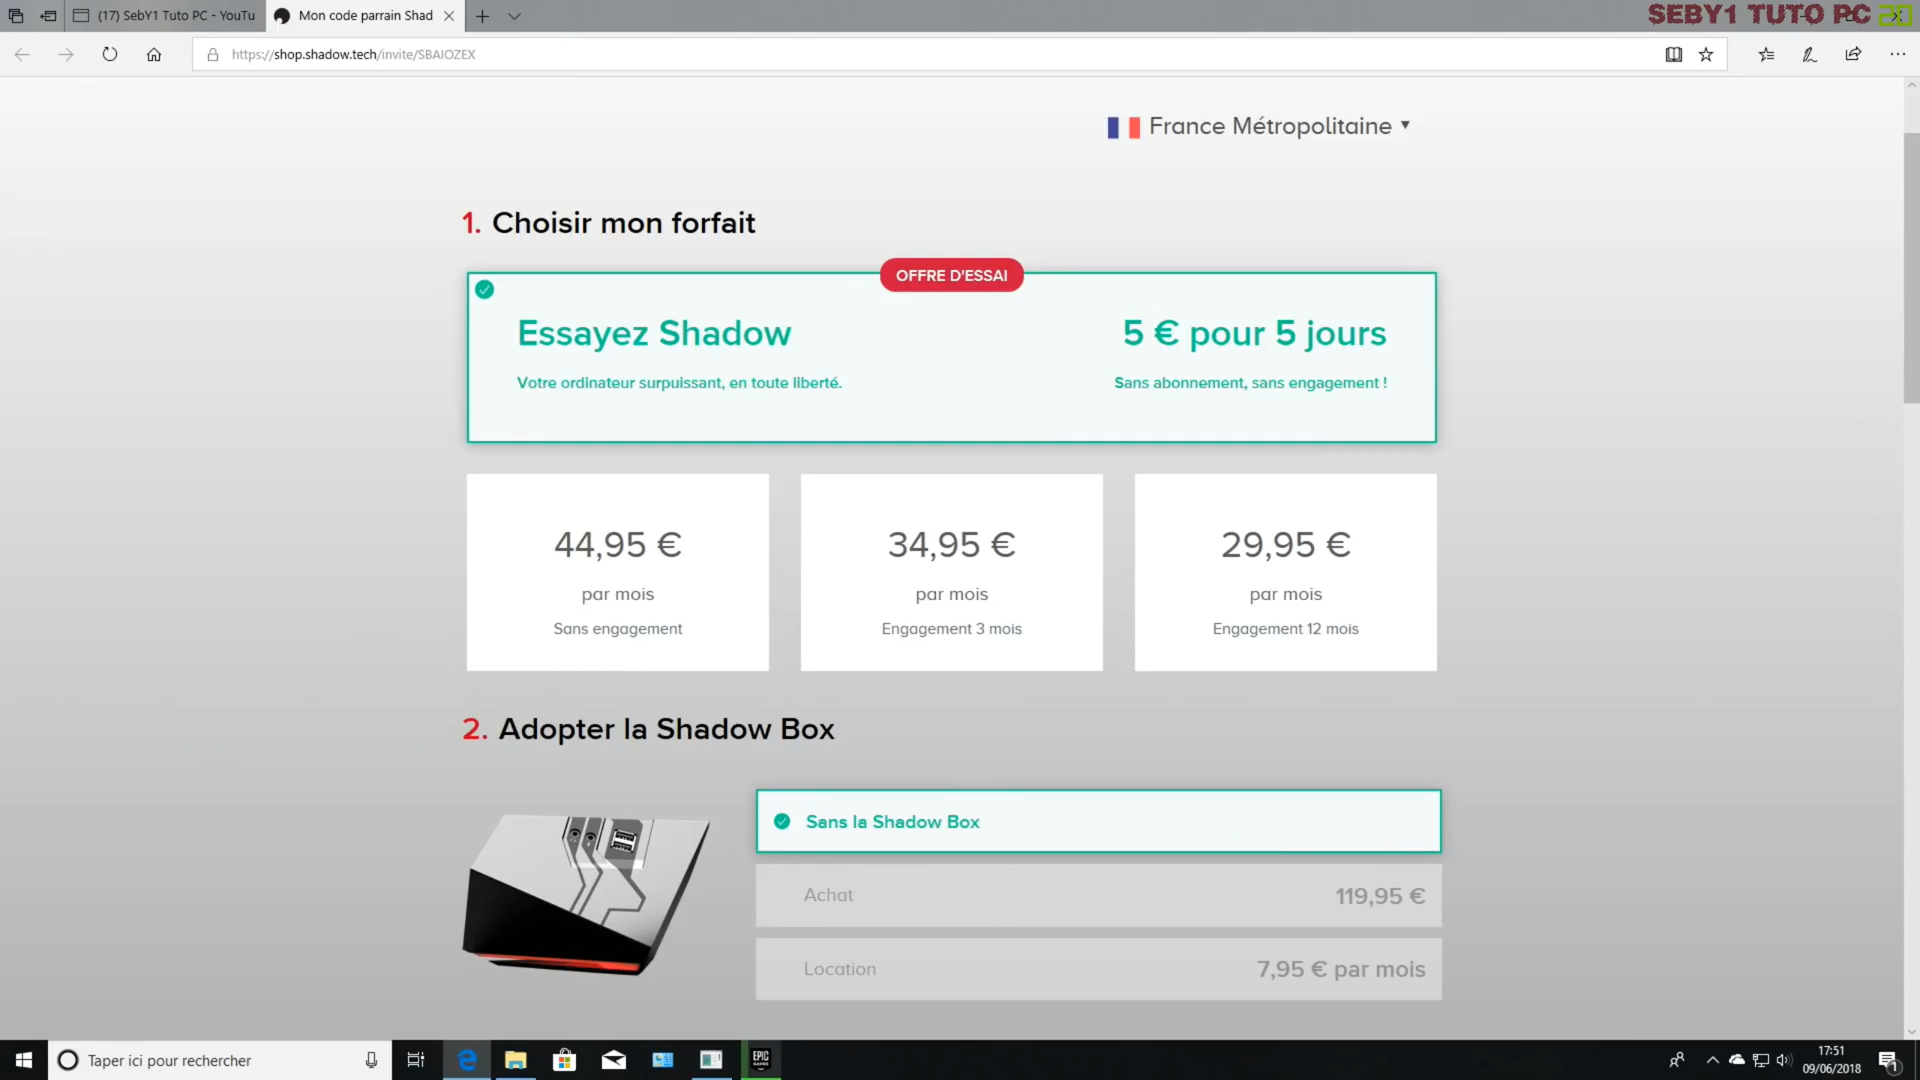 (17) SebY1 Tuto PC - YouTu
Mon code parrain Shad
SEBY1 TUTO PC 20
https://shop.shadow.tech/invite/SBAIOZEX
France Métropolitaine
1. Choisir mon forfait
OFFRE D'ESSAI
Essayez Shadow
5 € pour 5 jours
Votre ordinateur surpuissant, en toute liberté.
Sans abonnement, sans engagement !
44,95 €
par mois
Sans engagement
34,95 €
par mois
Engagement 3 mois
29,95 €
par mois
Engagement 12 mois
2. Adopter la Shadow Box
Sans la Shadow Box
Achat
119,95 €
Location
7,95 € par mois
Taper ici pour rechercher
EPIC
GAMES
17:51
09/06/2018
1